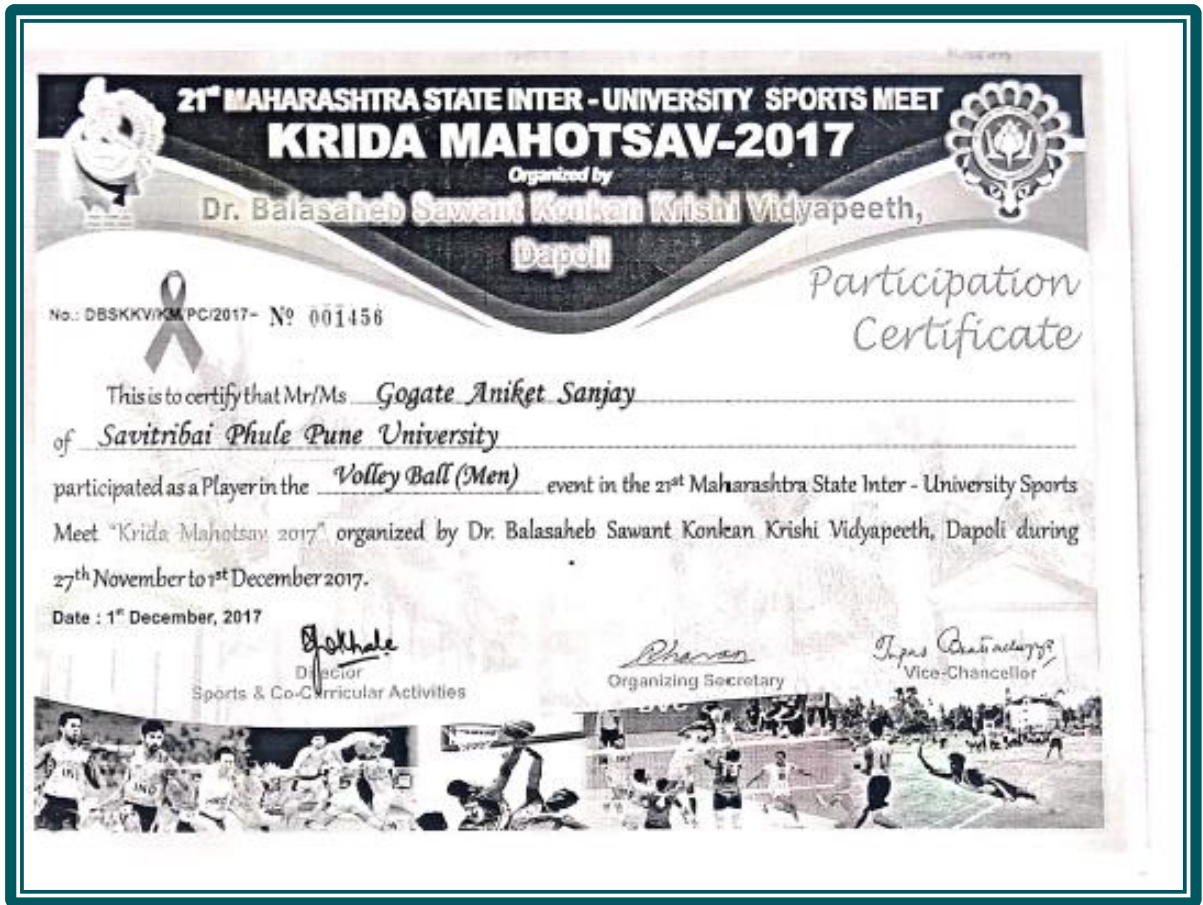 21st MAHARASHTRA STATE INTER - UNIVERSITY SPORTS MEET
KRIDA MAHOTSAV-2017
Organized by
Dr. Balasaheb Sawant Konkan Krishi Vidyapeeth,
Dapoli
Participation
Certificate
No.: DBSKKV/KM/PC/2017- Nº 001456
This is to certify that Mr/Ms Gogate Aniket Sanjay
of Savitribai Phule Pune University
participated as a Player in the Volley Ball (Men) event in the 21st Maharashtra State Inter - University Sports
Meet "Krida Mahotsav 2017" organized by Dr. Balasaheb Sawant Konkan Krishi Vidyapeeth, Dapoli during
27th November to 1st December 2017.
Date : 1st December, 2017
Director
Sports & Co-Curricular Activities
Organizing Secretary
Vice-Chancellor